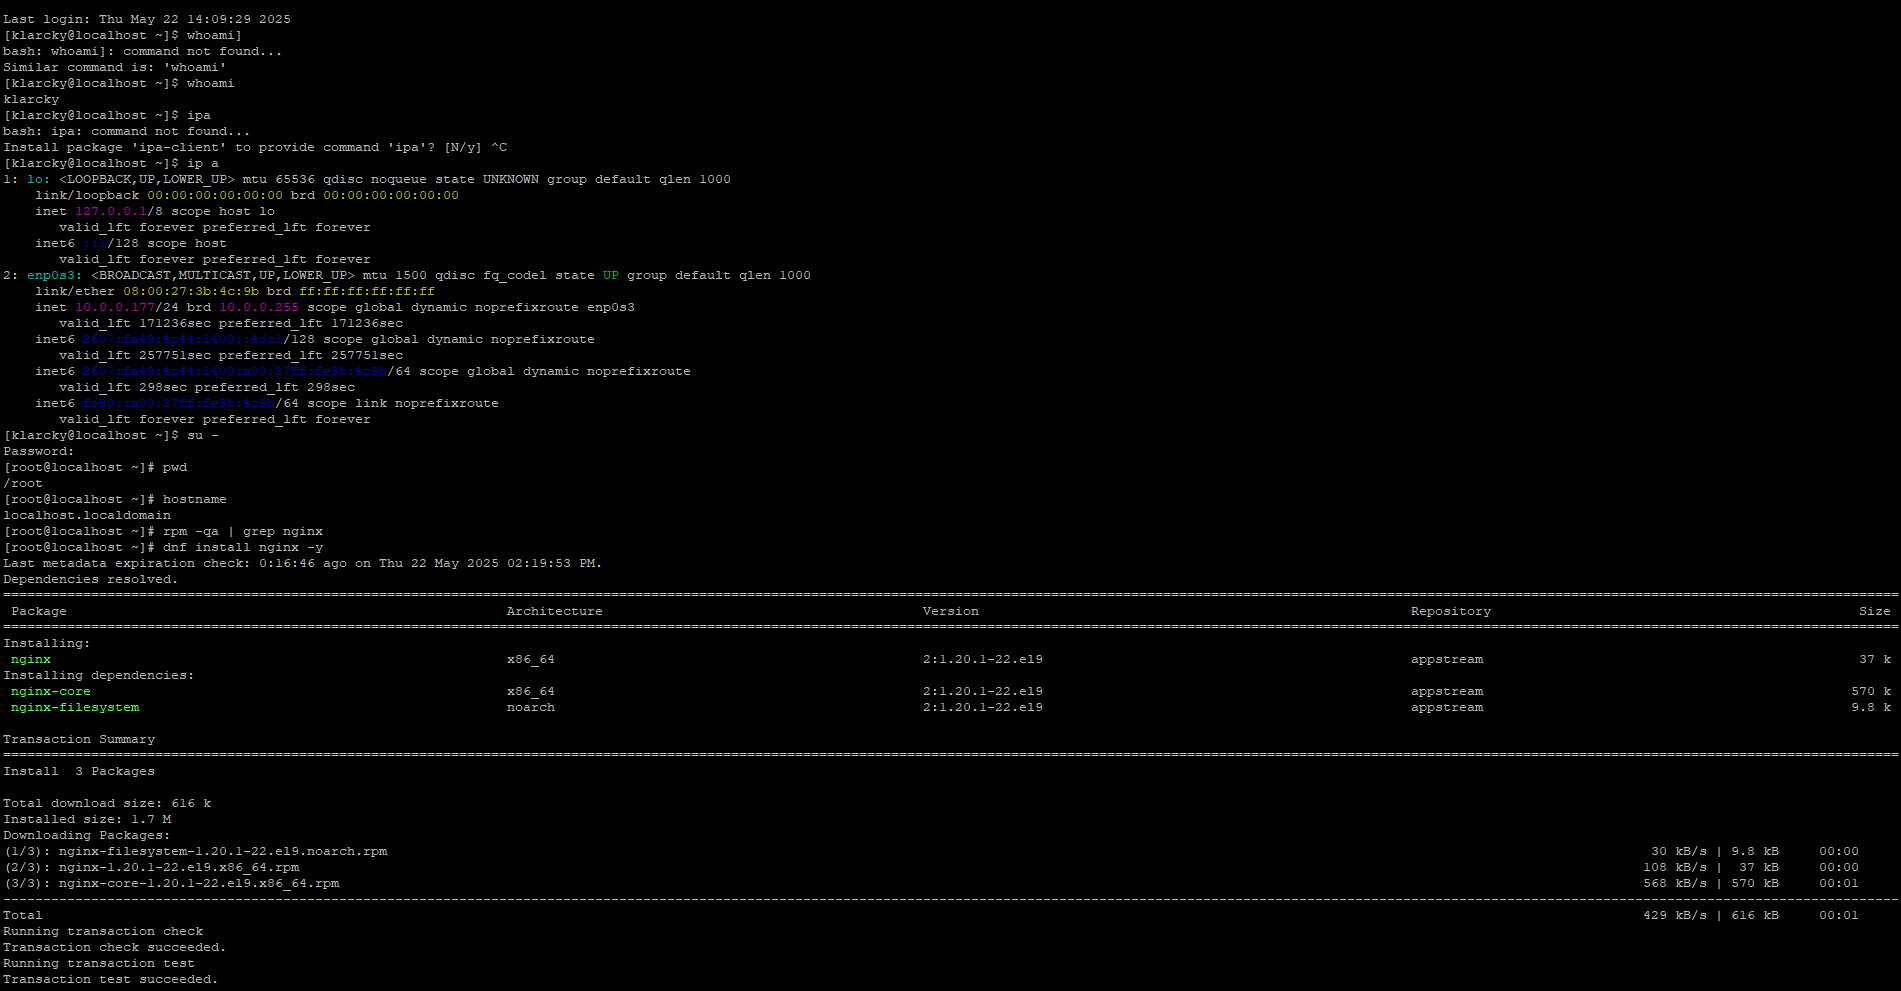 Last login: Thu May 22 14:09:29 2025
[klarcky@localhost ~]$ whoami]
bash: whoami]: command not found...
Similar command is: 'whoami'
[klarcky@localhost ~]$ whoami
klarcky
[klarcky@localhost ~]$ ipa
bash: ipa: command not found...
Install package 'ipa-client' to provide command 'ipa'? [N/y] ^C
[klarcky@localhost ~]$ ip a
1: lo: <LOOPBACK,UP,LOWER_UP> mtu 65536 qdisc noqueue state UNKNOWN group default qlen 1000
    link/loopback 00:00:00:00:00:00 brd 00:00:00:00:00:00
    inet 127.0.0.1/8 scope host lo
       valid_lft forever preferred_lft forever
    inet6 ::1/128 scope host
       valid_lft forever preferred_lft forever
2: enp0s3: <BROADCAST,MULTICAST,UP,LOWER_UP> mtu 1500 qdisc fq_codel state UP group default qlen 1000
    link/ether 08:00:27:3b:4c:9b brd ff:ff:ff:ff:ff:ff
    inet 10.0.0.177/24 brd 10.0.0.255 scope global dynamic noprefixroute enp0s3
       valid_lft 171236sec preferred_lft 171236sec
    inet6 2607:fa49:4c44:1400::4dc1/128 scope global dynamic noprefixroute
       valid_lft 257751sec preferred_lft 257751sec
    inet6 2607:fa49:4c44:1400:a00:27ff:fe3b:4c9b/64 scope global dynamic noprefixroute
       valid_lft 298sec preferred_lft 298sec
    inet6 fe80::a00:27ff:fe3b:4c9b/64 scope link noprefixroute
       valid_lft forever preferred_lft forever
[klarcky@localhost ~]$ su -
Password:
[root@localhost ~]# pwd
/root
[root@localhost ~]# hostname
localhost.localdomain
[root@localhost ~]# rpm -qa | grep nginx
[root@localhost ~]# dnf install nginx -y
Last metadata expiration check: 0:16:46 ago on Thu 22 May 2025 02:19:53 PM.
Dependencies resolved.
Package Architecture Version Repository Size
Installing:
nginx x86_64 2:1.20.1-22.el9 appstream 37 k
Installing dependencies:
nginx-core x86_64 2:1.20.1-22.el9 appstream 570 k
nginx-filesystem noarch 2:1.20.1-22.el9 appstream 9.8 k
Transaction Summary
Install  3 Packages
Total download size: 616 k
Installed size: 1.7 M
Downloading Packages:
(1/3): nginx-filesystem-1.20.1-22.el9.noarch.rpm 30 kB/s | 9.8 kB 00:00
(2/3): nginx-1.20.1-22.el9.x86_64.rpm 108 kB/s |  37 kB 00:00
(3/3): nginx-core-1.20.1-22.el9.x86_64.rpm 568 kB/s | 570 kB 00:01
Total 429 kB/s | 616 kB 00:01
Running transaction check
Transaction check succeeded.
Running transaction test
Transaction test succeeded.